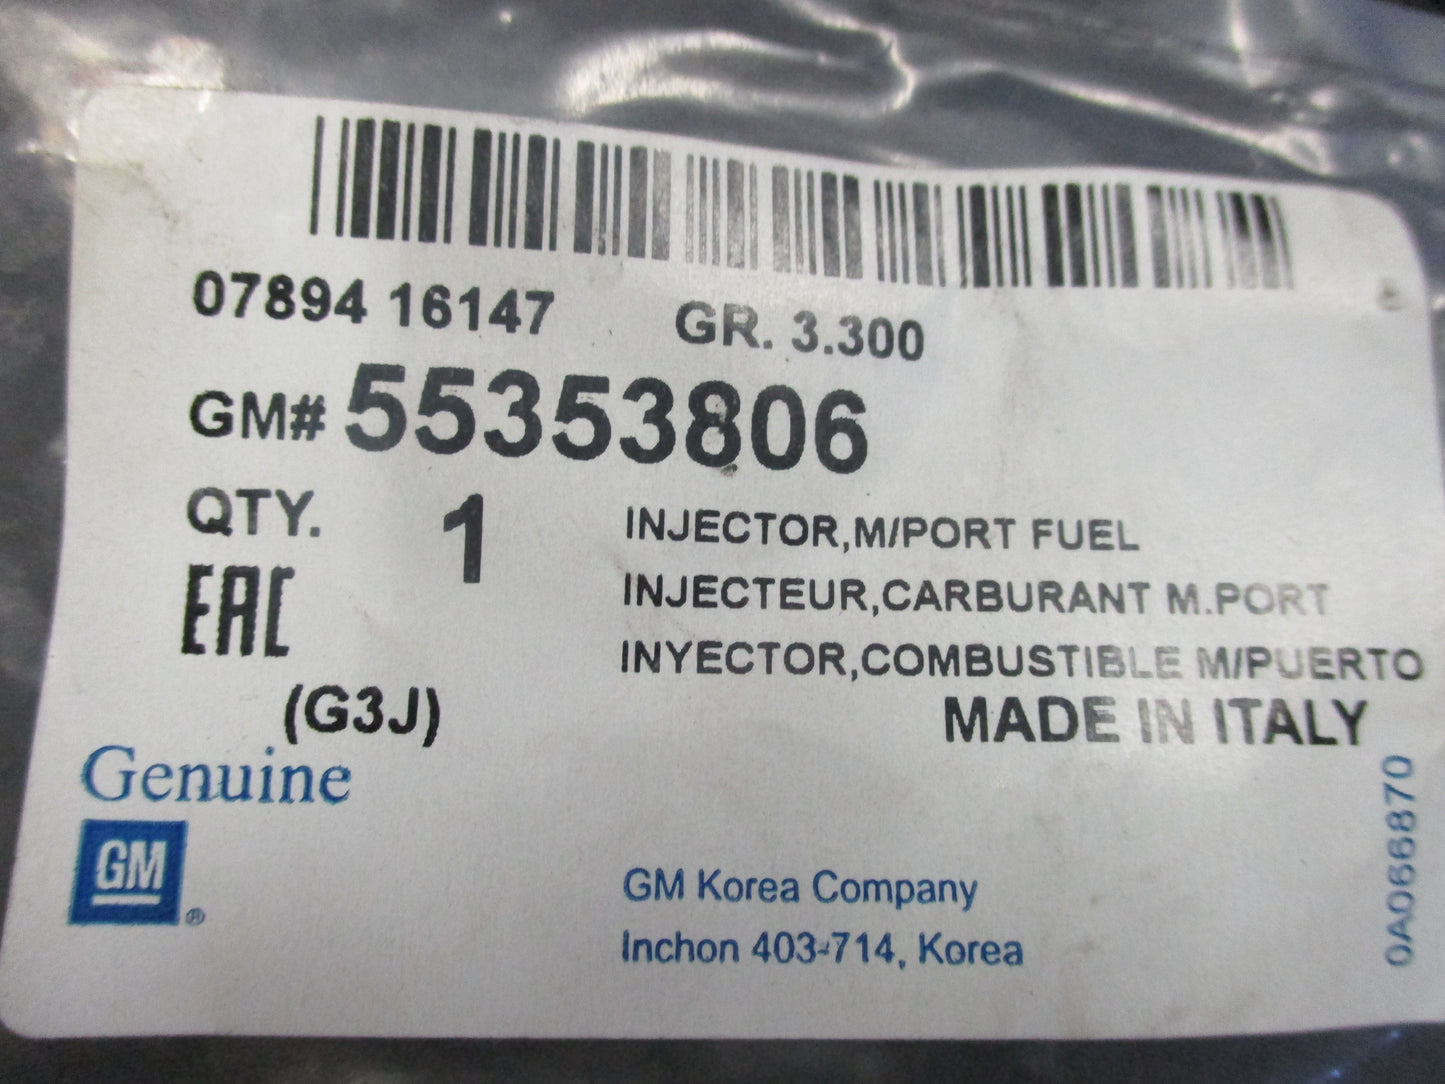 07894 16147 GR. 3.300
GM# 55353806
QTY. 1
INJECTOR,M/PORT FUEL
INJECTEUR,CARBURANT M.PORT
INYECTOR,COMBUSTIBLE M/PUERTO
EAC
(G3J)
MADE IN ITALY
Genuine
GM ®
GM Korea Company
Inchon 403-714, Korea
0A066870